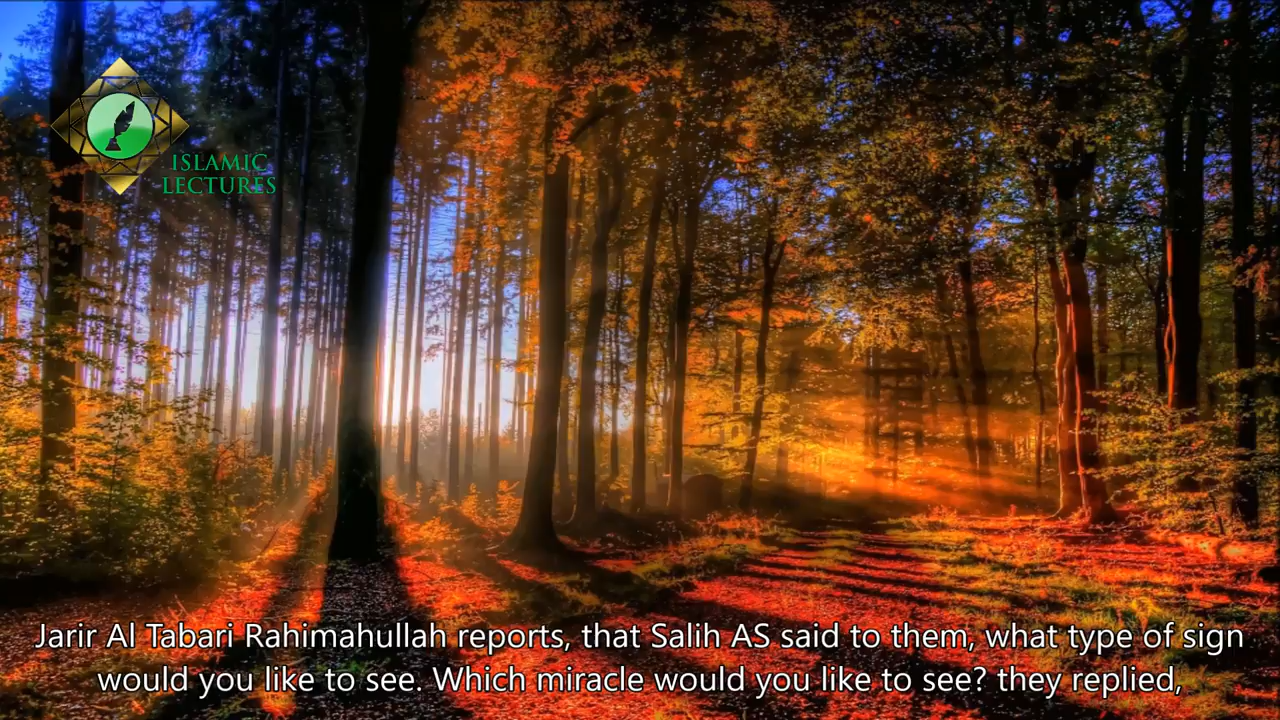 ISLAMIC
LECTURES
Jarir Al Tabari Rahimahullah reports, that Salih AS said to them, what type of sign
would you like to see. Which miracle would you like to see? they replied,